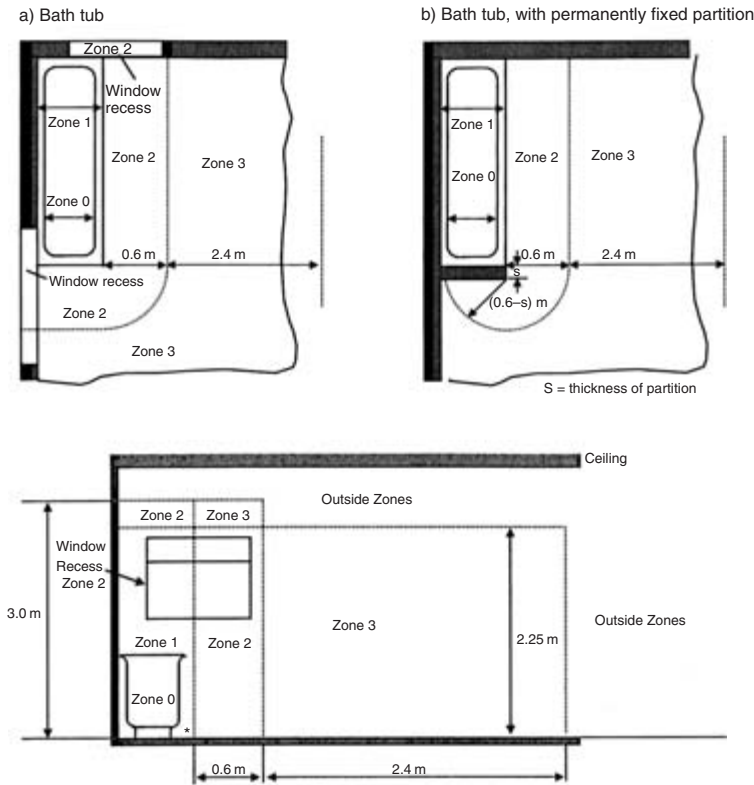 a) Bath tub
Zone 2
Window
recess
Zone 1
Zone 2
Zone 3
Zone 0
0.6 m
2.4 m
Window recess
Zone 2
Zone 3
b) Bath tub, with permanently fixed partition
Zone 1
Zone 2
Zone 3
Zone 0
0.6 m
2.4 m
s
(0.6–s) m
S = thickness of partition
Ceiling
Outside Zones
Zone 2
Zone 3
Window
Recess
Zone 2
3.0 m
Zone 1
Zone 2
Zone 3
2.25 m
Outside Zones
Zone 0
*
0.6 m
2.4 m